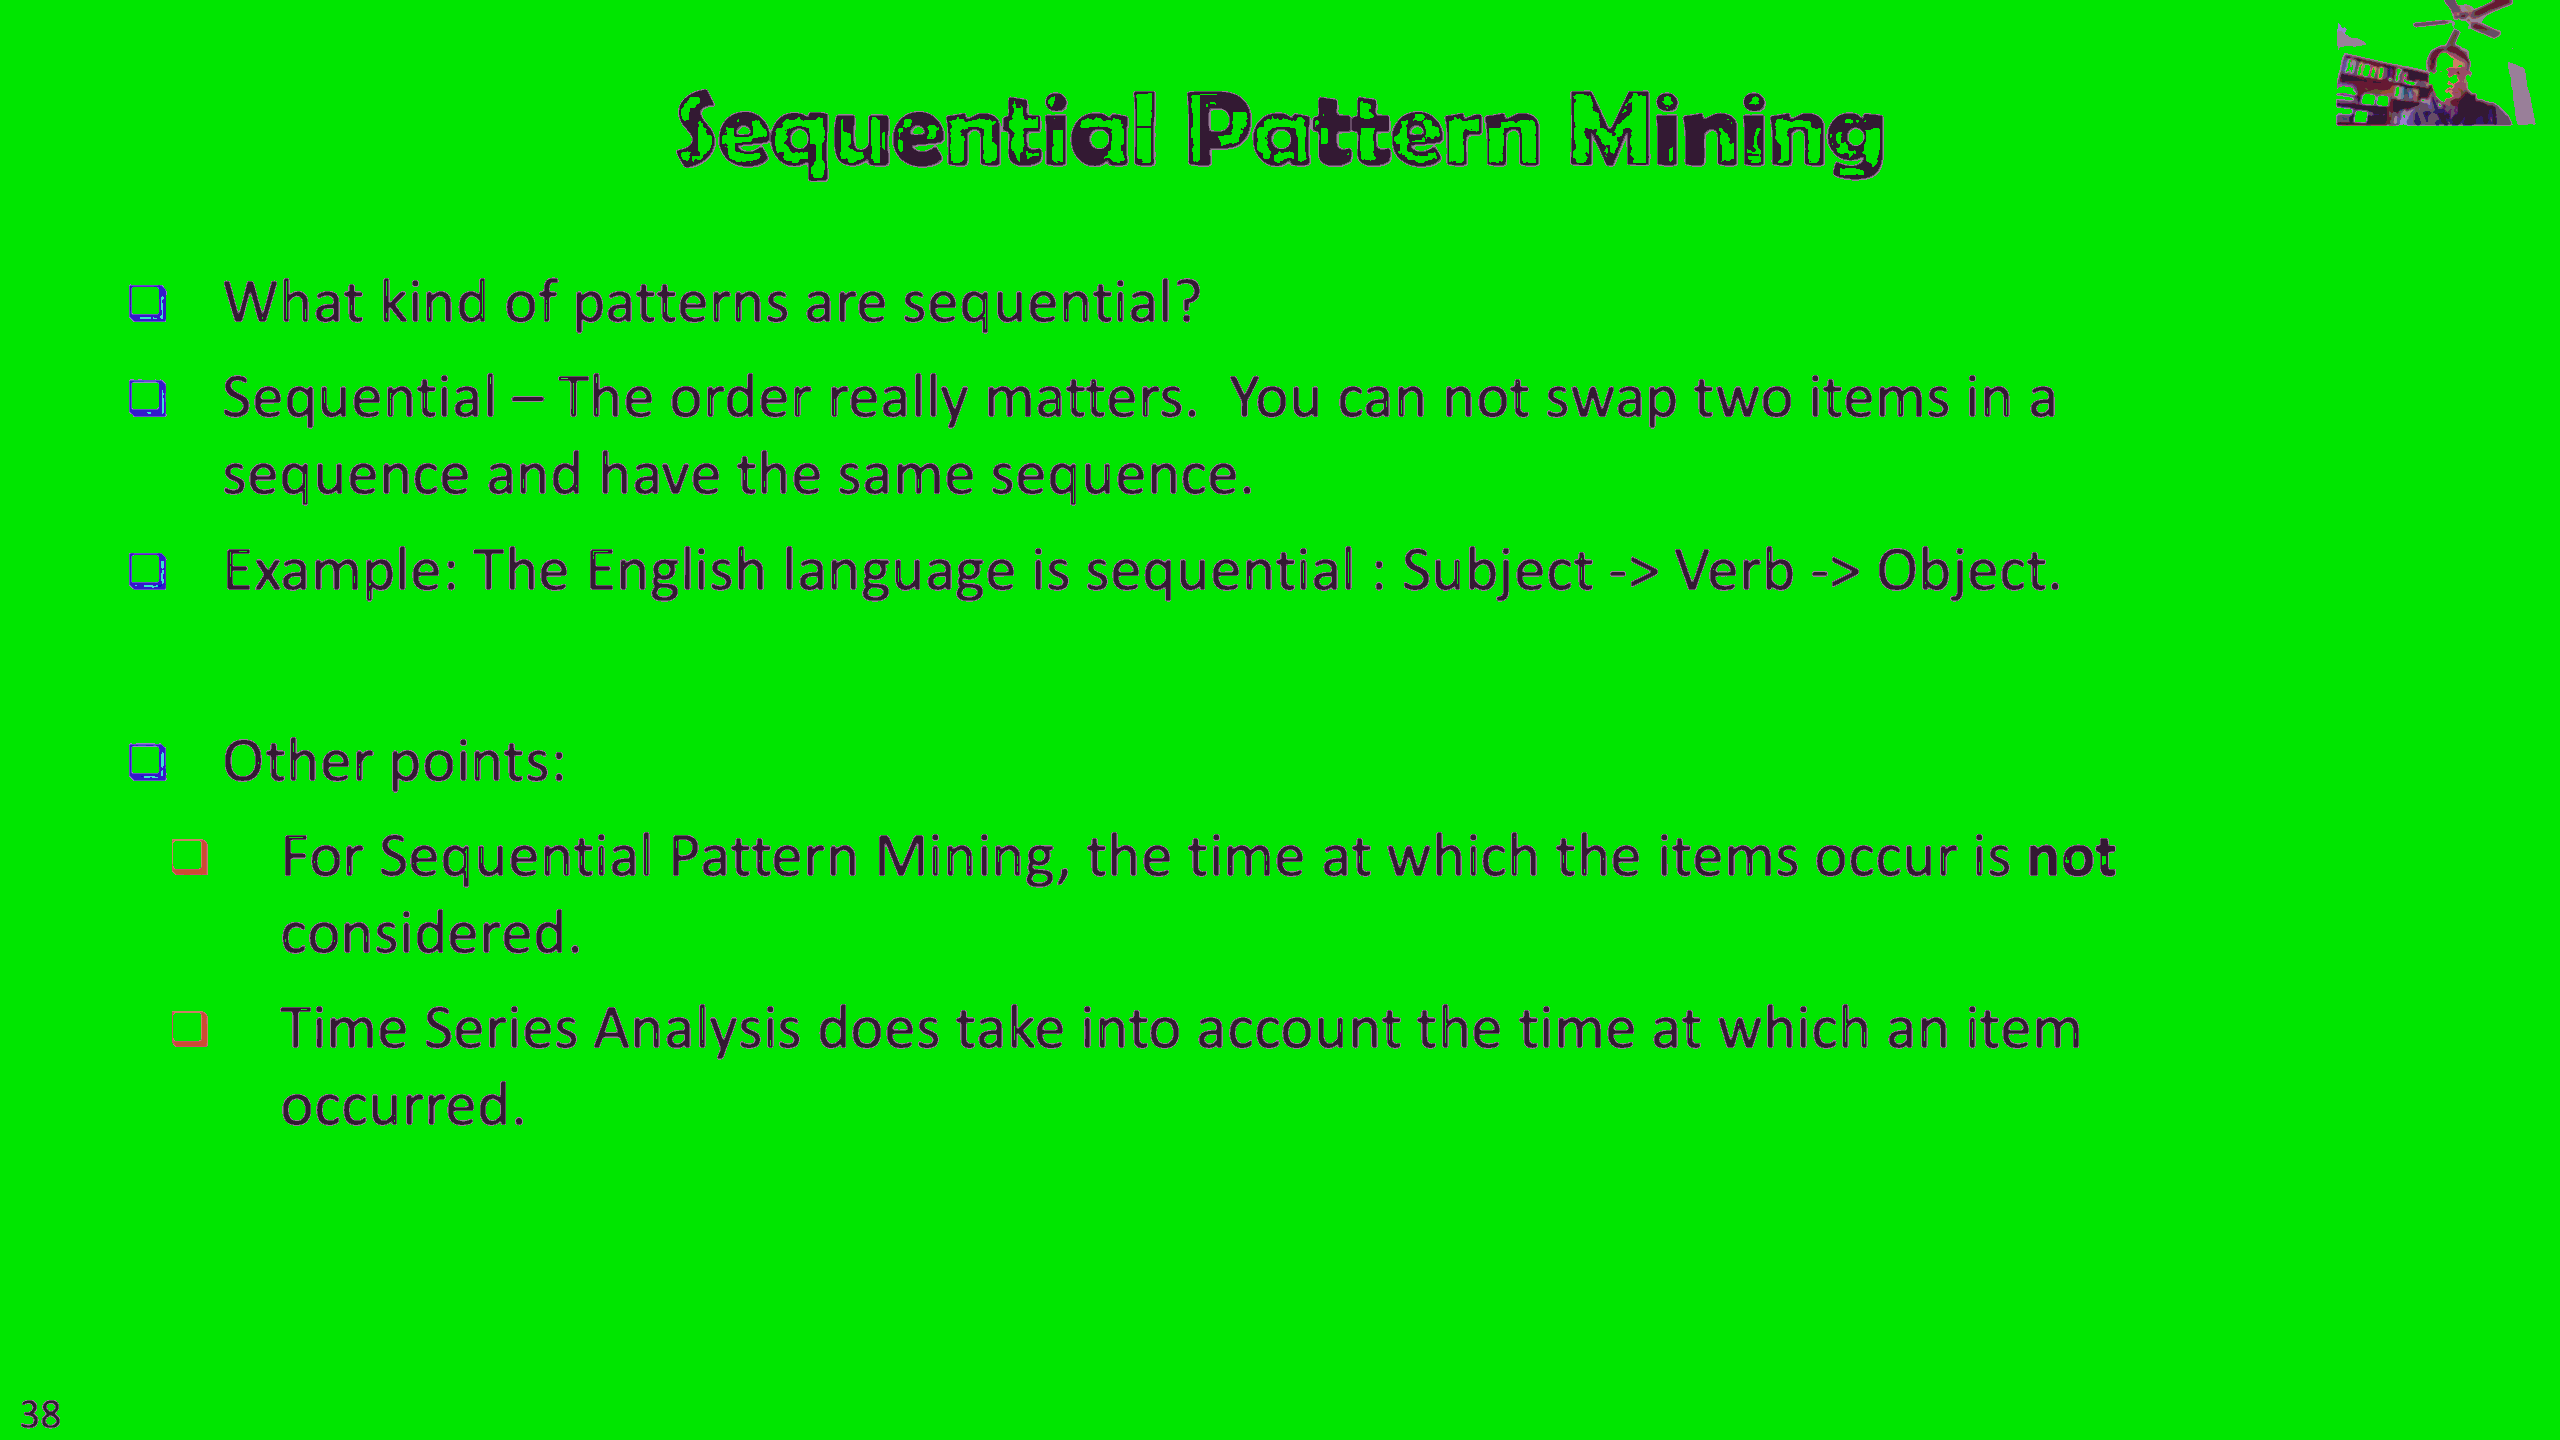 Sequential Pattern Mining
What kind of patterns are sequential?
Sequential – The order really matters.  You can not swap two items in a
sequence and have the same sequence.
Example: The English language is sequential : Subject -> Verb -> Object.
Other points:
For Sequential Pattern Mining, the time at which the items occur is not
considered.
Time Series Analysis does take into account the time at which an item
occurred.
38